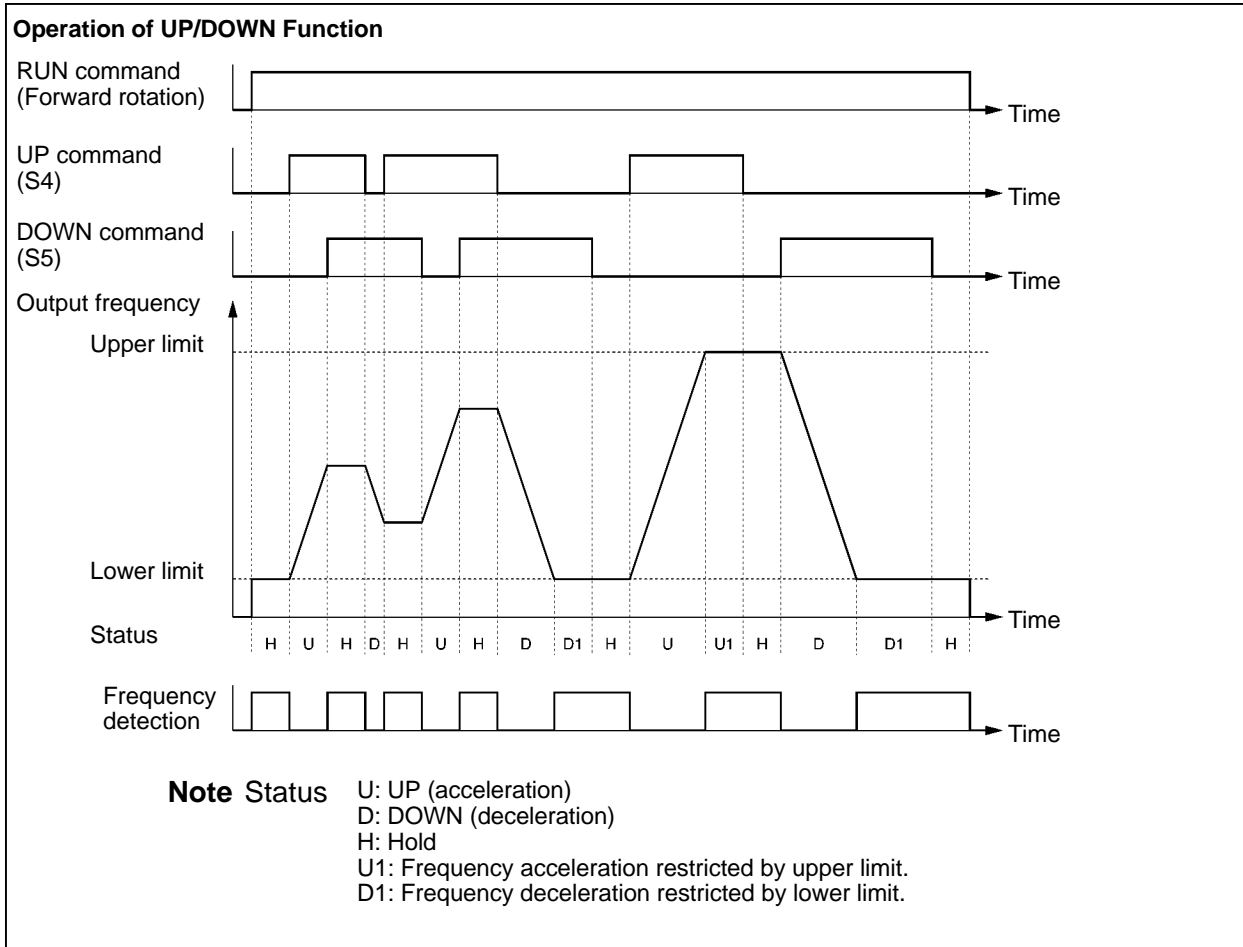 Operation of UP/DOWN Function
RUN command
(Forward rotation)
Time
UP command
(S4)
Time
DOWN command
(S5)
Time
Output frequency
Upper limit
Lower limit
Time
Status
H U H D H U H D D1 H U U1 H D D1 H
Frequency
detection
Time
Note Status U: UP (acceleration)
D: DOWN (deceleration)
H: Hold
U1: Frequency acceleration restricted by upper limit.
D1: Frequency deceleration restricted by lower limit.